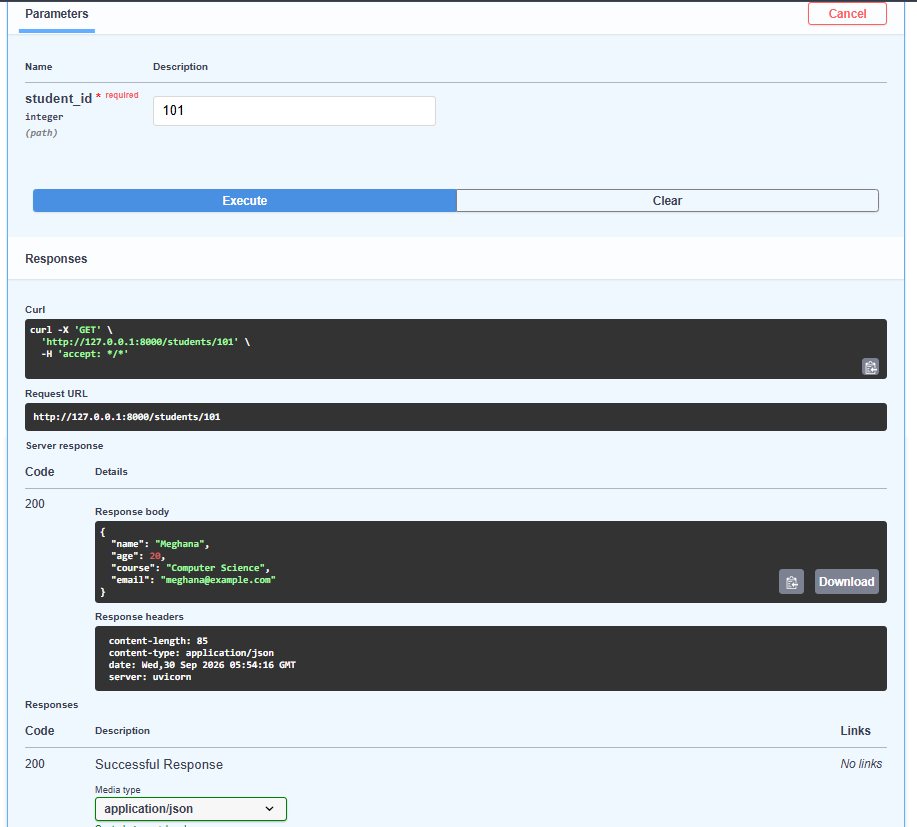 Parameters
Cancel
Name Description
student_id * required
integer
(path)
101
Execute Clear
Responses
Curl
curl -X 'GET' \
'http://127.0.0.1:8000/students/101' \
-H 'accept: */*'
Request URL
http://127.0.0.1:8000/students/101
Server response
Code Details
200
Response body
{
"name": "Meghana",
"age": 20,
"course": "Computer Science",
"email": "meghana@example.com"
}
Download
Response headers
content-length: 85
content-type: application/json
date: Wed,30 Sep 2026 05:54:16 GMT
server: uvicorn
Responses
Code Description Links
200 Successful Response No links
Media type
application/json